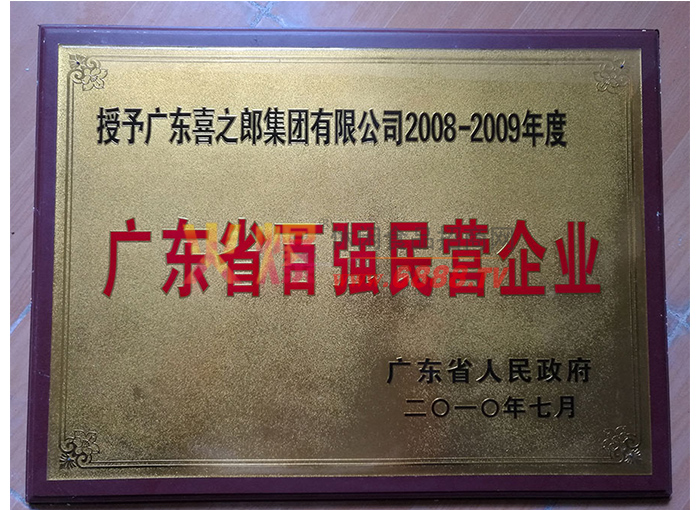 授予广东喜之郎集团有限公司2008-2009年度
广东省百强民营企业
广东省人民政府
二〇一〇年七月